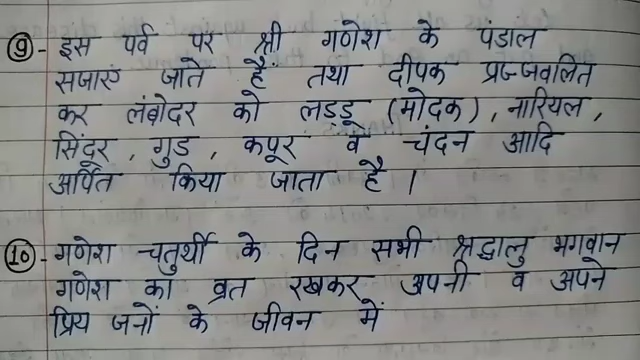 ⑨- इस पर्व पर श्री गणेश के पंडाल
सजाएं जाते हैं तथा दीपक प्रज्जवलित
कर लंबोदर को लड्डू (मोदक), नारियल,
सिंदूर, गुड, कपूर व चंदन आदि
अर्पित किया जाता है।
⑩- गणेश चतुर्थी के दिन सभी श्रद्धालु भगवान
गणेश का व्रत रखकर अपनी व अपने
प्रिय जनों के जीवन में